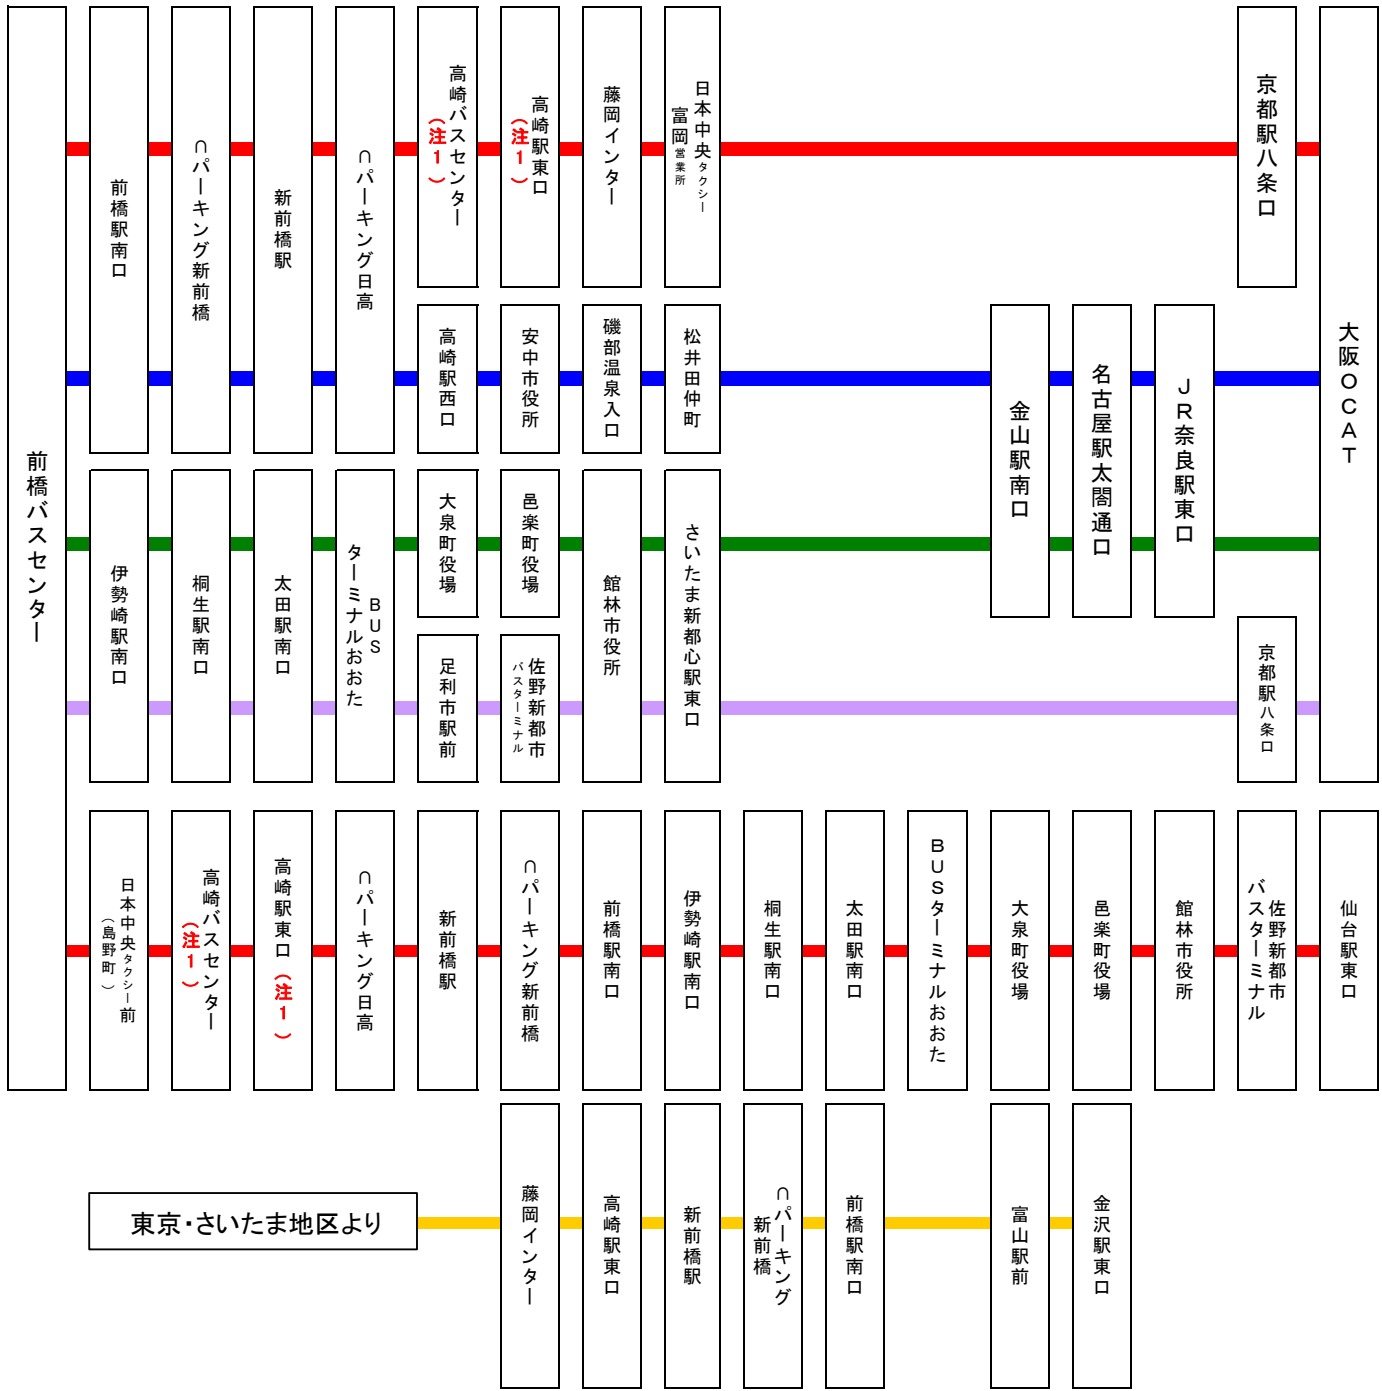 前橋バスセンター
前橋駅南口
∩パーキング新前橋
新前橋駅
∩パーキング日高
高崎バスセンター
（注１）
高崎駅東口
（注１）
藤岡インター
日本中央タクシー
富岡営業所
京都駅八条口
大阪ＯＣＡＴ
高崎駅西口
安中市役所
磯部温泉入口
松井田仲町
金山駅南口
名古屋駅太閤通口
ＪＲ奈良駅東口
伊勢崎駅南口
桐生駅南口
太田駅南口
ＢＵＳ
ターミナルおおた
大泉町役場
邑楽町役場
館林市役所
さいたま新都心駅東口
足利市駅前
佐野新都市
バスターミナル
京都駅八条口
日本中央タクシー前
（島野町）
高崎バスセンター
（注１）
高崎駅東口（注１）
∩パーキング日高
新前橋駅
∩パーキング新前橋
前橋駅南口
伊勢崎駅南口
桐生駅南口
太田駅南口
ＢＵＳターミナルおおた
大泉町役場
邑楽町役場
館林市役所
佐野新都市
バスターミナル
仙台駅東口
東京・さいたま地区より
藤岡インター
高崎駅東口
新前橋駅
∩パーキング
新前橋
前橋駅南口
富山駅前
金沢駅東口